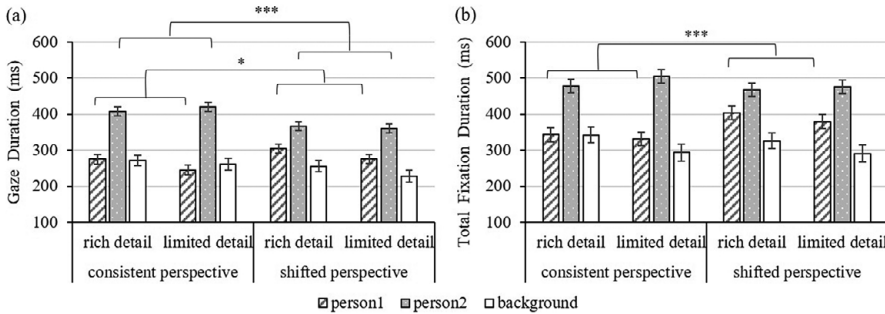 (a)
***
*
Gaze Duration (ms)
600
500
400
300
200
100
rich detail limited detail rich detail limited detail
consistent perspective shifted perspective
(b)
***
Total Fixation Duration (ms)
600
500
400
300
200
100
rich detail limited detail rich detail limited detail
consistent perspective shifted perspective
person1 person2 background